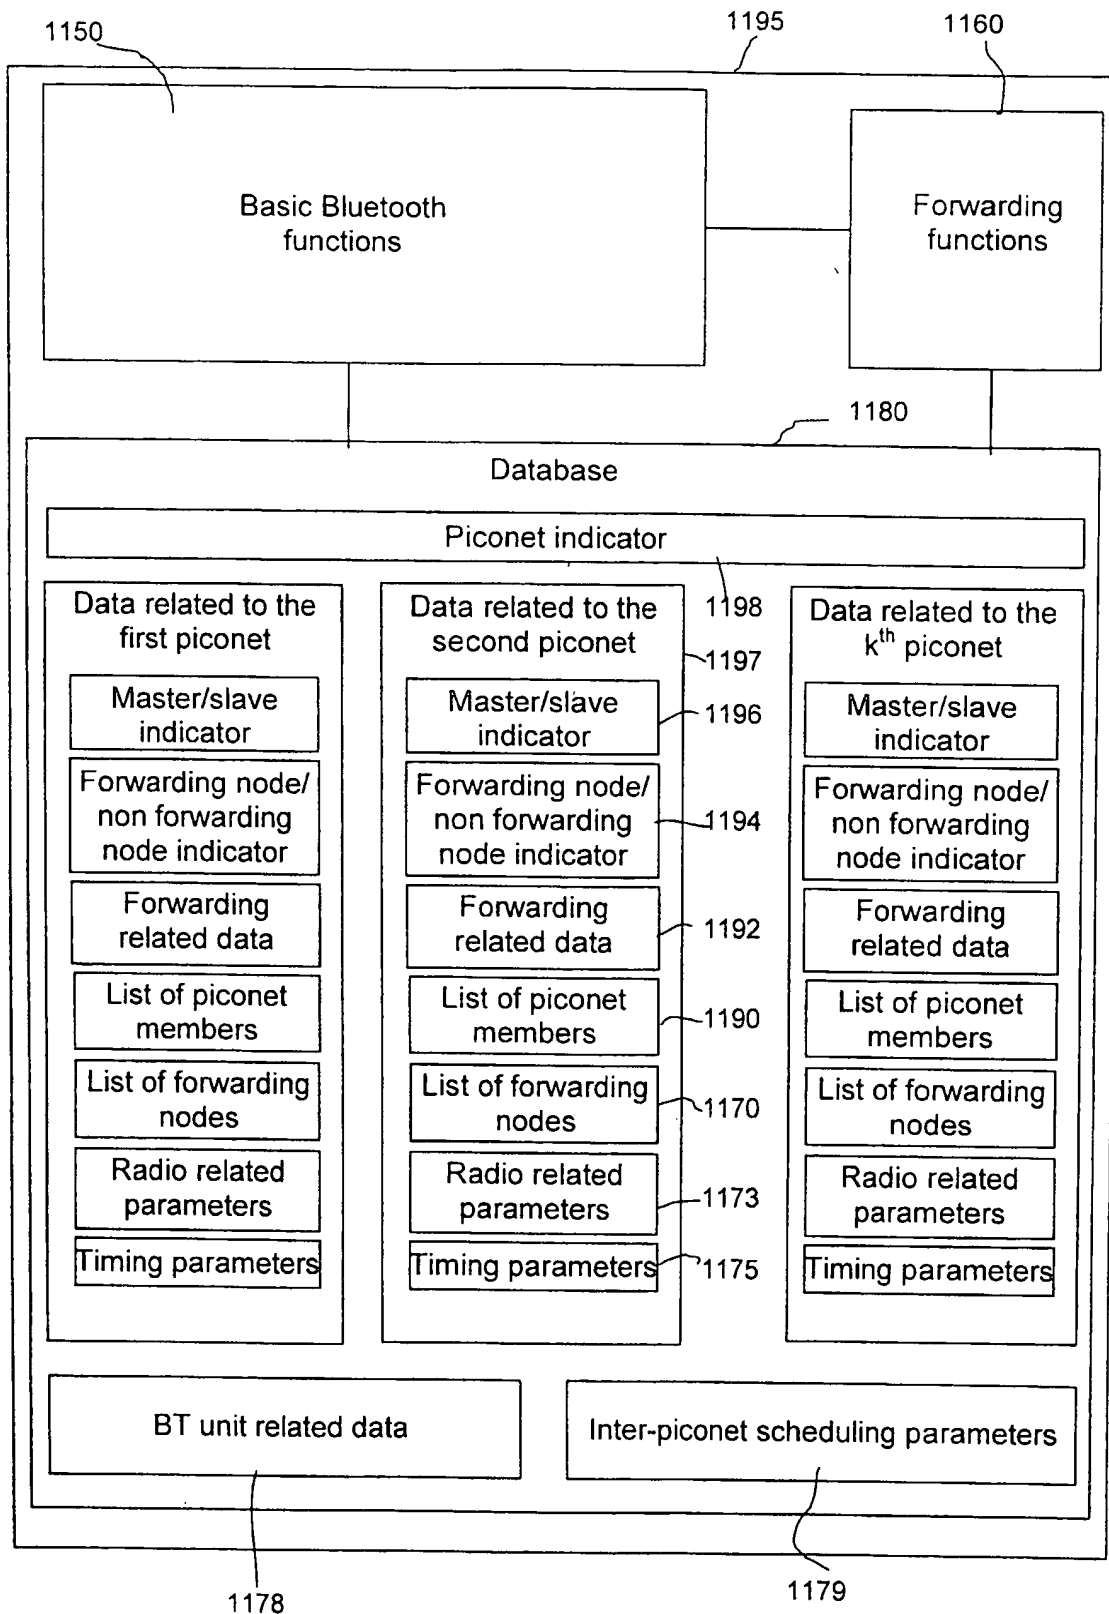 1150
1195
1160
Basic Bluetooth
functions
Forwarding
functions
1180
Database
Piconet indicator
1198
Data related to the
first piconet
Master/slave
indicator
Forwarding node/
non forwarding
node indicator
Forwarding
related data
List of piconet
members
List of forwarding
nodes
Radio related
parameters
Timing parameters
Data related to the
second piconet
1197
Master/slave
indicator
1196
Forwarding node/
non forwarding
node indicator
1194
Forwarding
related data
1192
List of piconet
members
1190
List of forwarding
nodes
1170
Radio related
parameters
1173
Timing parameters
1175
Data related to the
kth piconet
Master/slave
indicator
Forwarding node/
non forwarding
node indicator
Forwarding
related data
List of piconet
members
List of forwarding
nodes
Radio related
parameters
Timing parameters
BT unit related data
Inter-piconet scheduling parameters
1178
1179